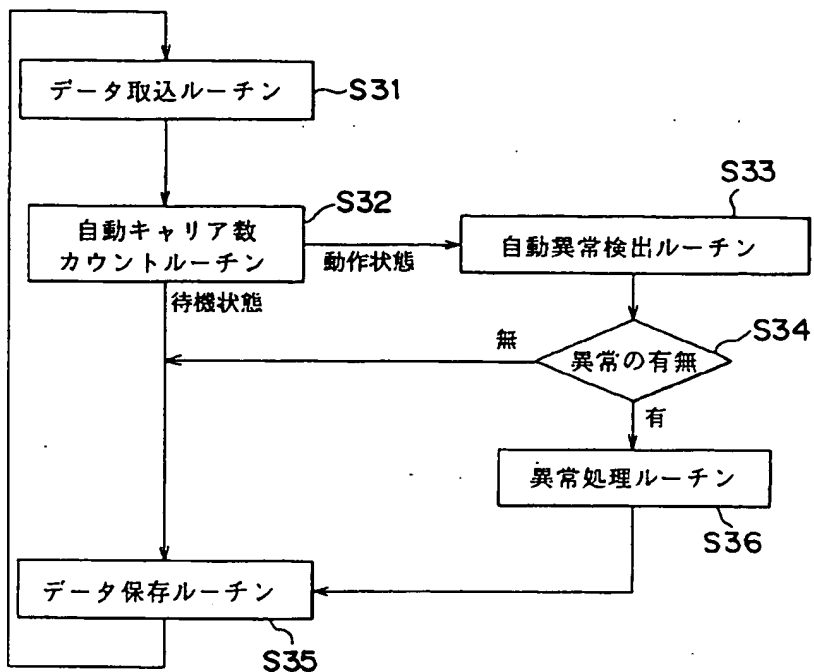 データ取込ルーチン
S31
自動キャリア数
カウントルーチン
S32
動作状態
待機状態
自動異常検出ルーチン
S33
異常の有無
S34
無
有
異常処理ルーチン
S36
データ保存ルーチン
S35